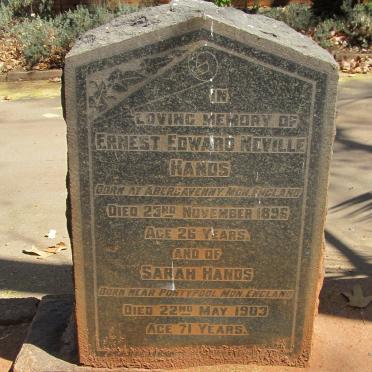 IN
LOVING MEMORY OF
ERNEST EDWARD NEVILLE
HANDS
BORN AT ABERGAVENNY. MON. ENGLAND
DIED 23RD NOVEMBER 1896
AGE 26 YEARS.
AND OF
SARAH HANDS
BORN NEAR PONTYPOOL MON. ENGLAND
DIED 22ND MAY 1903
AGE 71 YEARS.